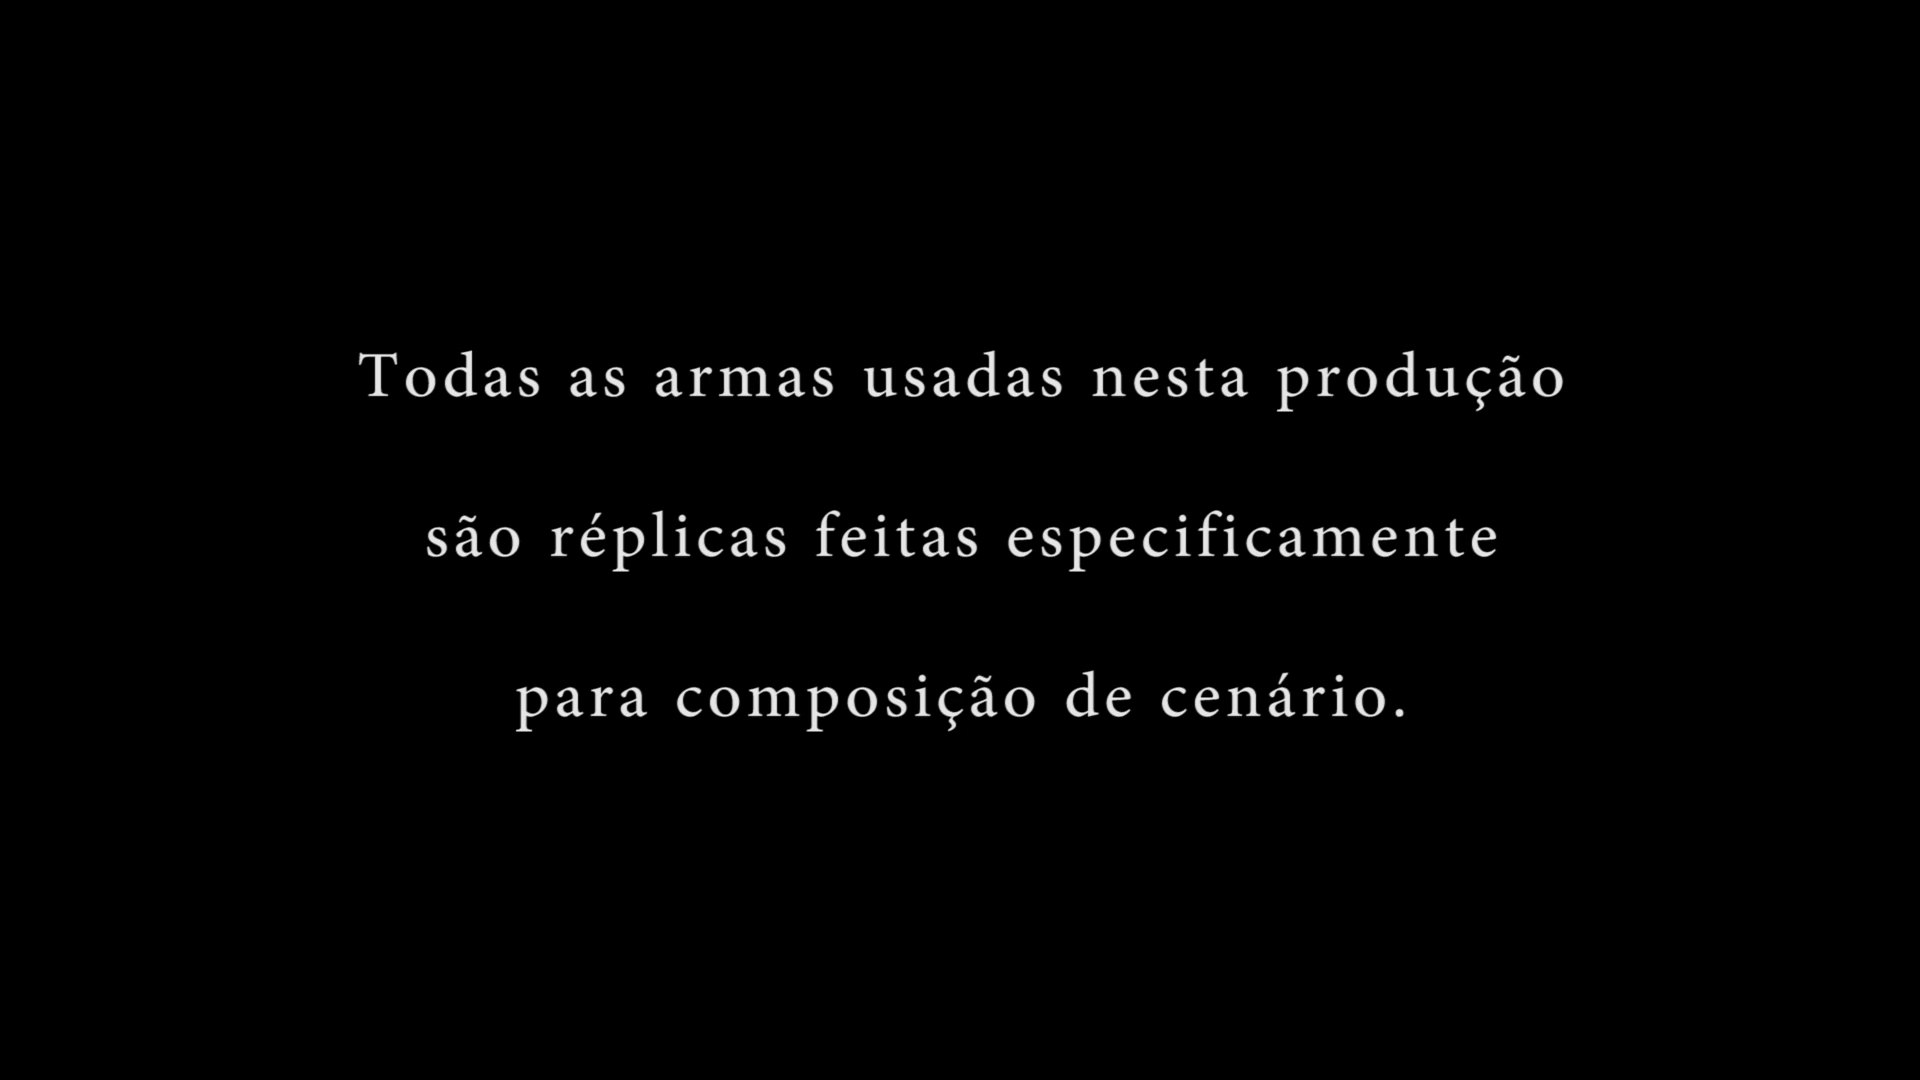 Todas as armas usadas nesta produção
são réplicas feitas especificamente
para composição de cenário.